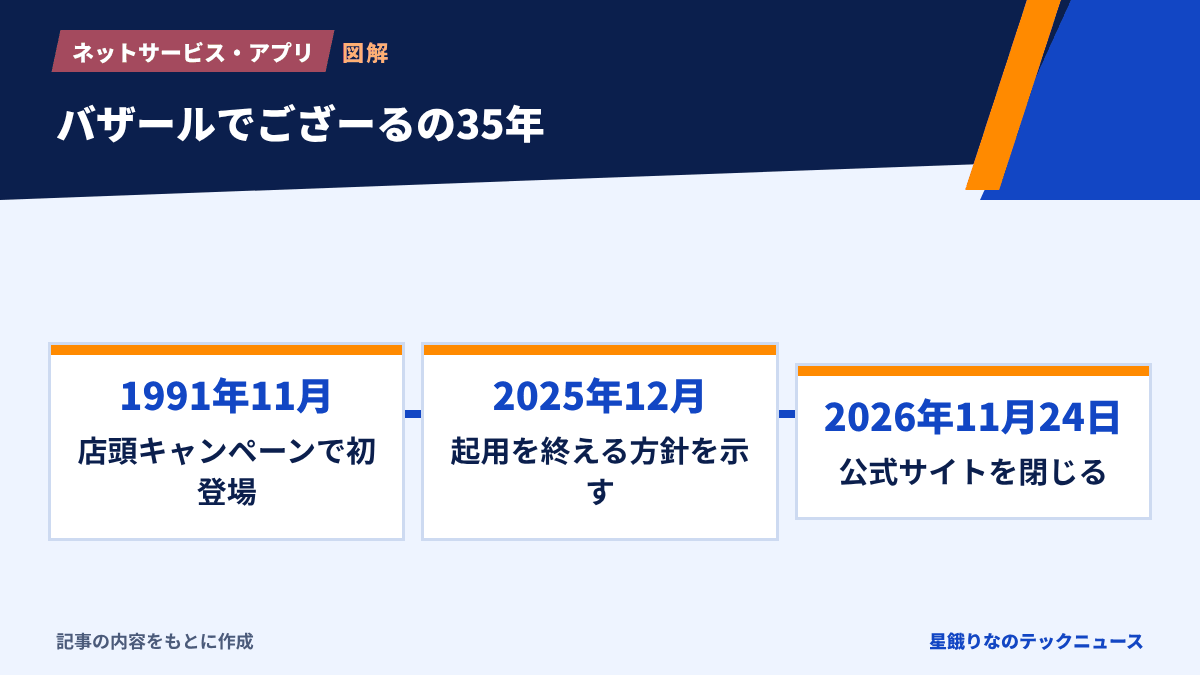 ネットサービス・アプリ 図解
バザールでござーるの35年
1991年11月
店頭キャンペーンで初
登場
2025年12月
起用を終える方針を示
す
2026年11月24日
公式サイトを閉じる
記事の内容をもとに作成
星餓りなのテックニュース